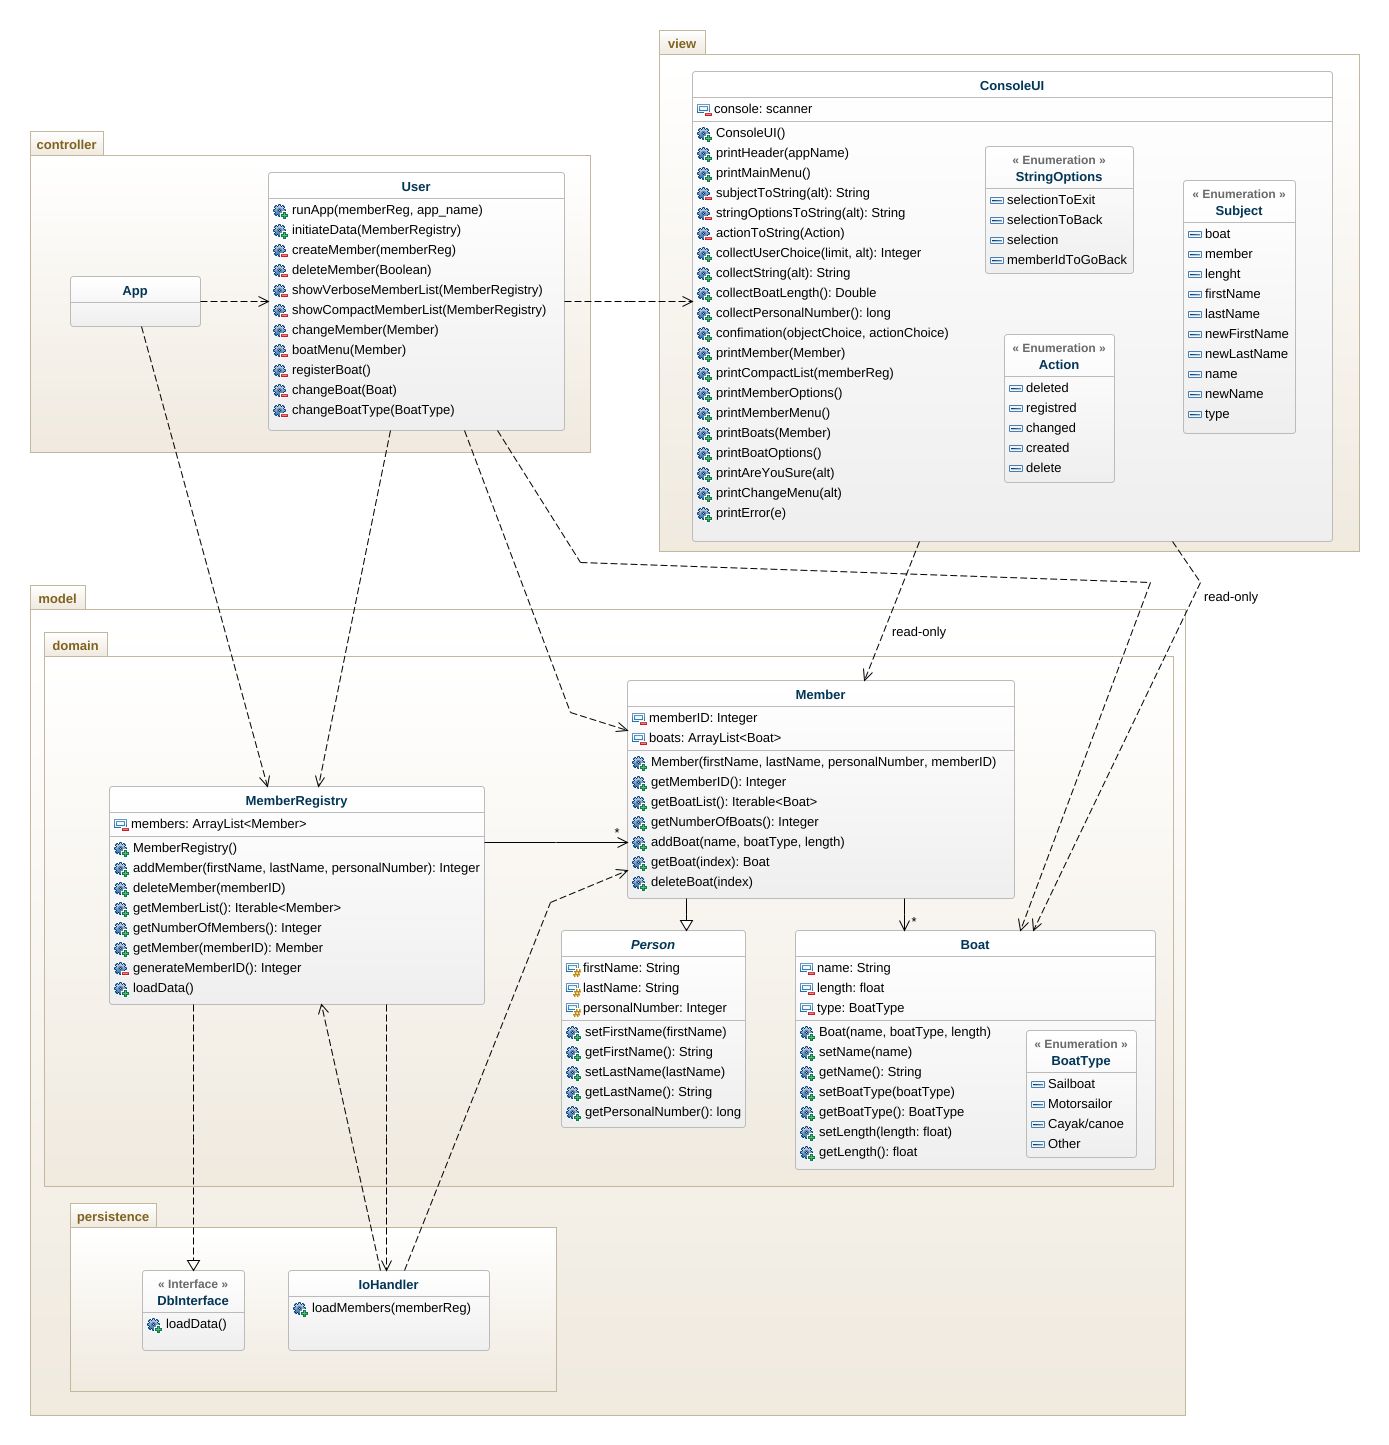 view
ConsoleUI
console: scanner
ConsoleUI()
printHeader(appName)
printMainMenu()
subjectToString(alt): String
stringOptionsToString(alt): String
actionToString(Action)
collectUserChoice(limit, alt): Integer
collectString(alt): String
collectBoatLength(): Double
collectPersonalNumber(): long
confimation(objectChoice, actionChoice)
printMember(Member)
printCompactList(memberReg)
printMemberOptions()
printMemberMenu()
printBoats(Member)
printBoatOptions()
printAreYouSure(alt)
printChangeMenu(alt)
printError(e)
« Enumeration »
StringOptions
selectionToExit
selectionToBack
selection
memberIdToGoBack
« Enumeration »
Action
deleted
registred
changed
created
delete
« Enumeration »
Subject
boat
member
lenght
firstName
lastName
newFirstName
newLastName
name
newName
type
controller
App
User
runApp(memberReg, app_name)
initiateData(MemberRegistry)
createMember(memberReg)
deleteMember(Boolean)
showVerboseMemberList(MemberRegistry)
showCompactMemberList(MemberRegistry)
changeMember(Member)
boatMenu(Member)
registerBoat()
changeBoat(Boat)
changeBoatType(BoatType)
read-only
read-only
model
domain
Member
memberID: Integer
boats: ArrayList<Boat>
Member(firstName, lastName, personalNumber, memberID)
getMemberID(): Integer
getBoatList(): Iterable<Boat>
getNumberOfBoats(): Integer
addBoat(name, boatType, length)
getBoat(index): Boat
deleteBoat(index)
MemberRegistry
members: ArrayList<Member>
MemberRegistry()
addMember(firstName, lastName, personalNumber): Integer
deleteMember(memberID)
getMemberList(): Iterable<Member>
getNumberOfMembers(): Integer
getMember(memberID): Member
generateMemberID(): Integer
loadData()
*
*
Person
firstName: String
lastName: String
personalNumber: Integer
setFirstName(firstName)
getFirstName(): String
setLastName(lastName)
getLastName(): String
getPersonalNumber(): long
Boat
name: String
length: float
type: BoatType
Boat(name, boatType, length)
setName(name)
getName(): String
setBoatType(boatType)
getBoatType(): BoatType
setLength(length: float)
getLength(): float
« Enumeration »
BoatType
Sailboat
Motorsailor
Cayak/canoe
Other
persistence
« Interface »
DbInterface
loadData()
IoHandler
loadMembers(memberReg)